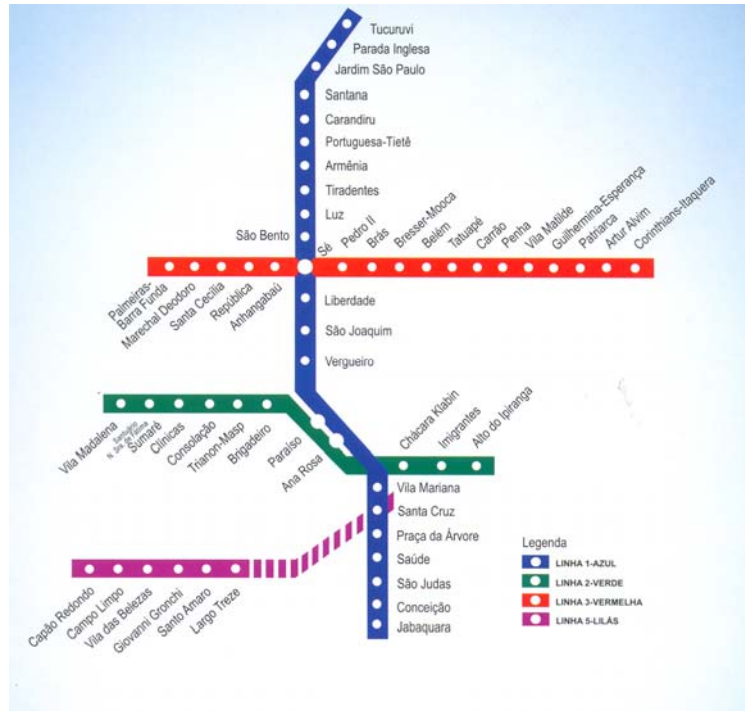 Tucuruvi
Parada Inglesa
Jardim São Paulo
Santana
Carandiru
Portuguesa-Tietê
Armênia
Tiradentes
Luz
São Bento
Sé
Pedro II
Brás
Bresser-Mooca
Belém
Tatuapé
Carrão
Penha
Vila Matilde
Guilhermina-Esperança
Patriarca
Artur Alvim
Corinthians-Itaquera
Palmeiras-
Barra Funda
Marechal Deodoro
Santa Cecília
República
Anhangabaú
Liberdade
São Joaquim
Vergueiro
Vila Madalena
Santuário
N. Sra. de Fátima
Sumaré
Clínicas
Consolação
Trianon-Masp
Brigadeiro
Paraíso
Ana Rosa
Chácara Klabin
Imigrantes
Alto do Ipiranga
Vila Mariana
Santa Cruz
Praça da Árvore
Saúde
São Judas
Conceição
Jabaquara
Capão Redondo
Campo Limpo
Vila das Belezas
Giovanni Gronchi
Santo Amaro
Largo Treze
Legenda
LINHA 1-AZUL
LINHA 2-VERDE
LINHA 3-VERMELHA
LINHA 5-LILÁS